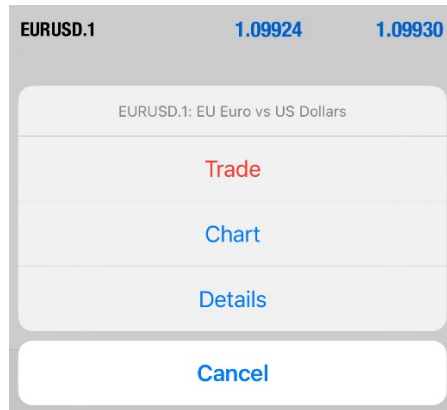 EURUSD.1 1.09924 1.09930
EURUSD.1: EU Euro vs US Dollars
Trade
Chart
Details
Cancel